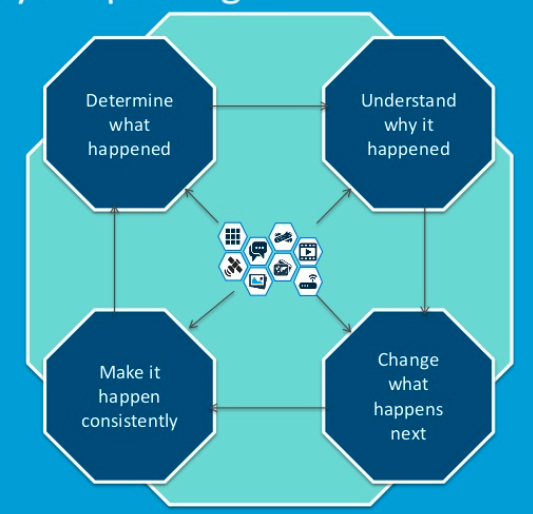 Determine
what
happened
Understand
why it
happened
Make it
happen
consistently
Change
what
happens
next